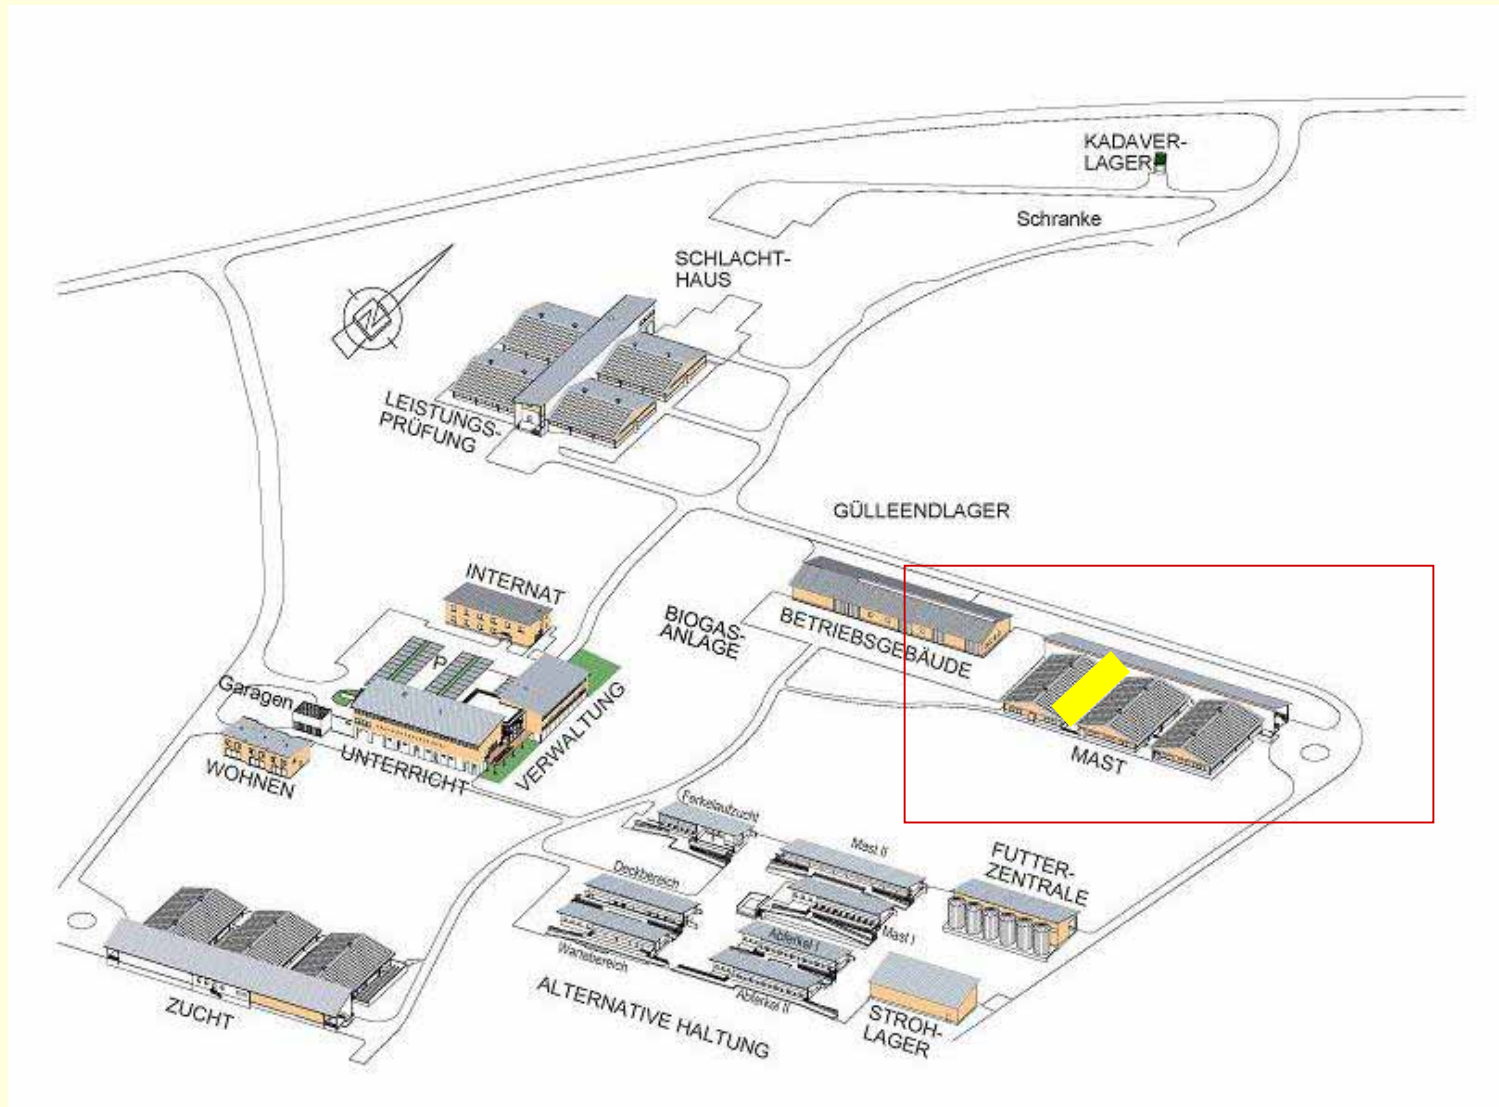 KADAVER-
LAGER
Schranke
SCHLACHT-
HAUS
N
LEISTUNGS-
PRÜFUNG
GÜLLEENDLAGER
INTERNAT
BIOGAS-
ANLAGE
BETRIEBSGEBÄUDE
P
Garagen
VERWALTUNG
UNTERRICHT
WOHNEN
MAST
Ferkelaufzucht
Mast II
FUTTER-
ZENTRALE
Deckbereich
Mast I
Abferkel I
Wartebereich
Abferkel II
ZUCHT
ALTERNATIVE HALTUNG
STROH-
LAGER